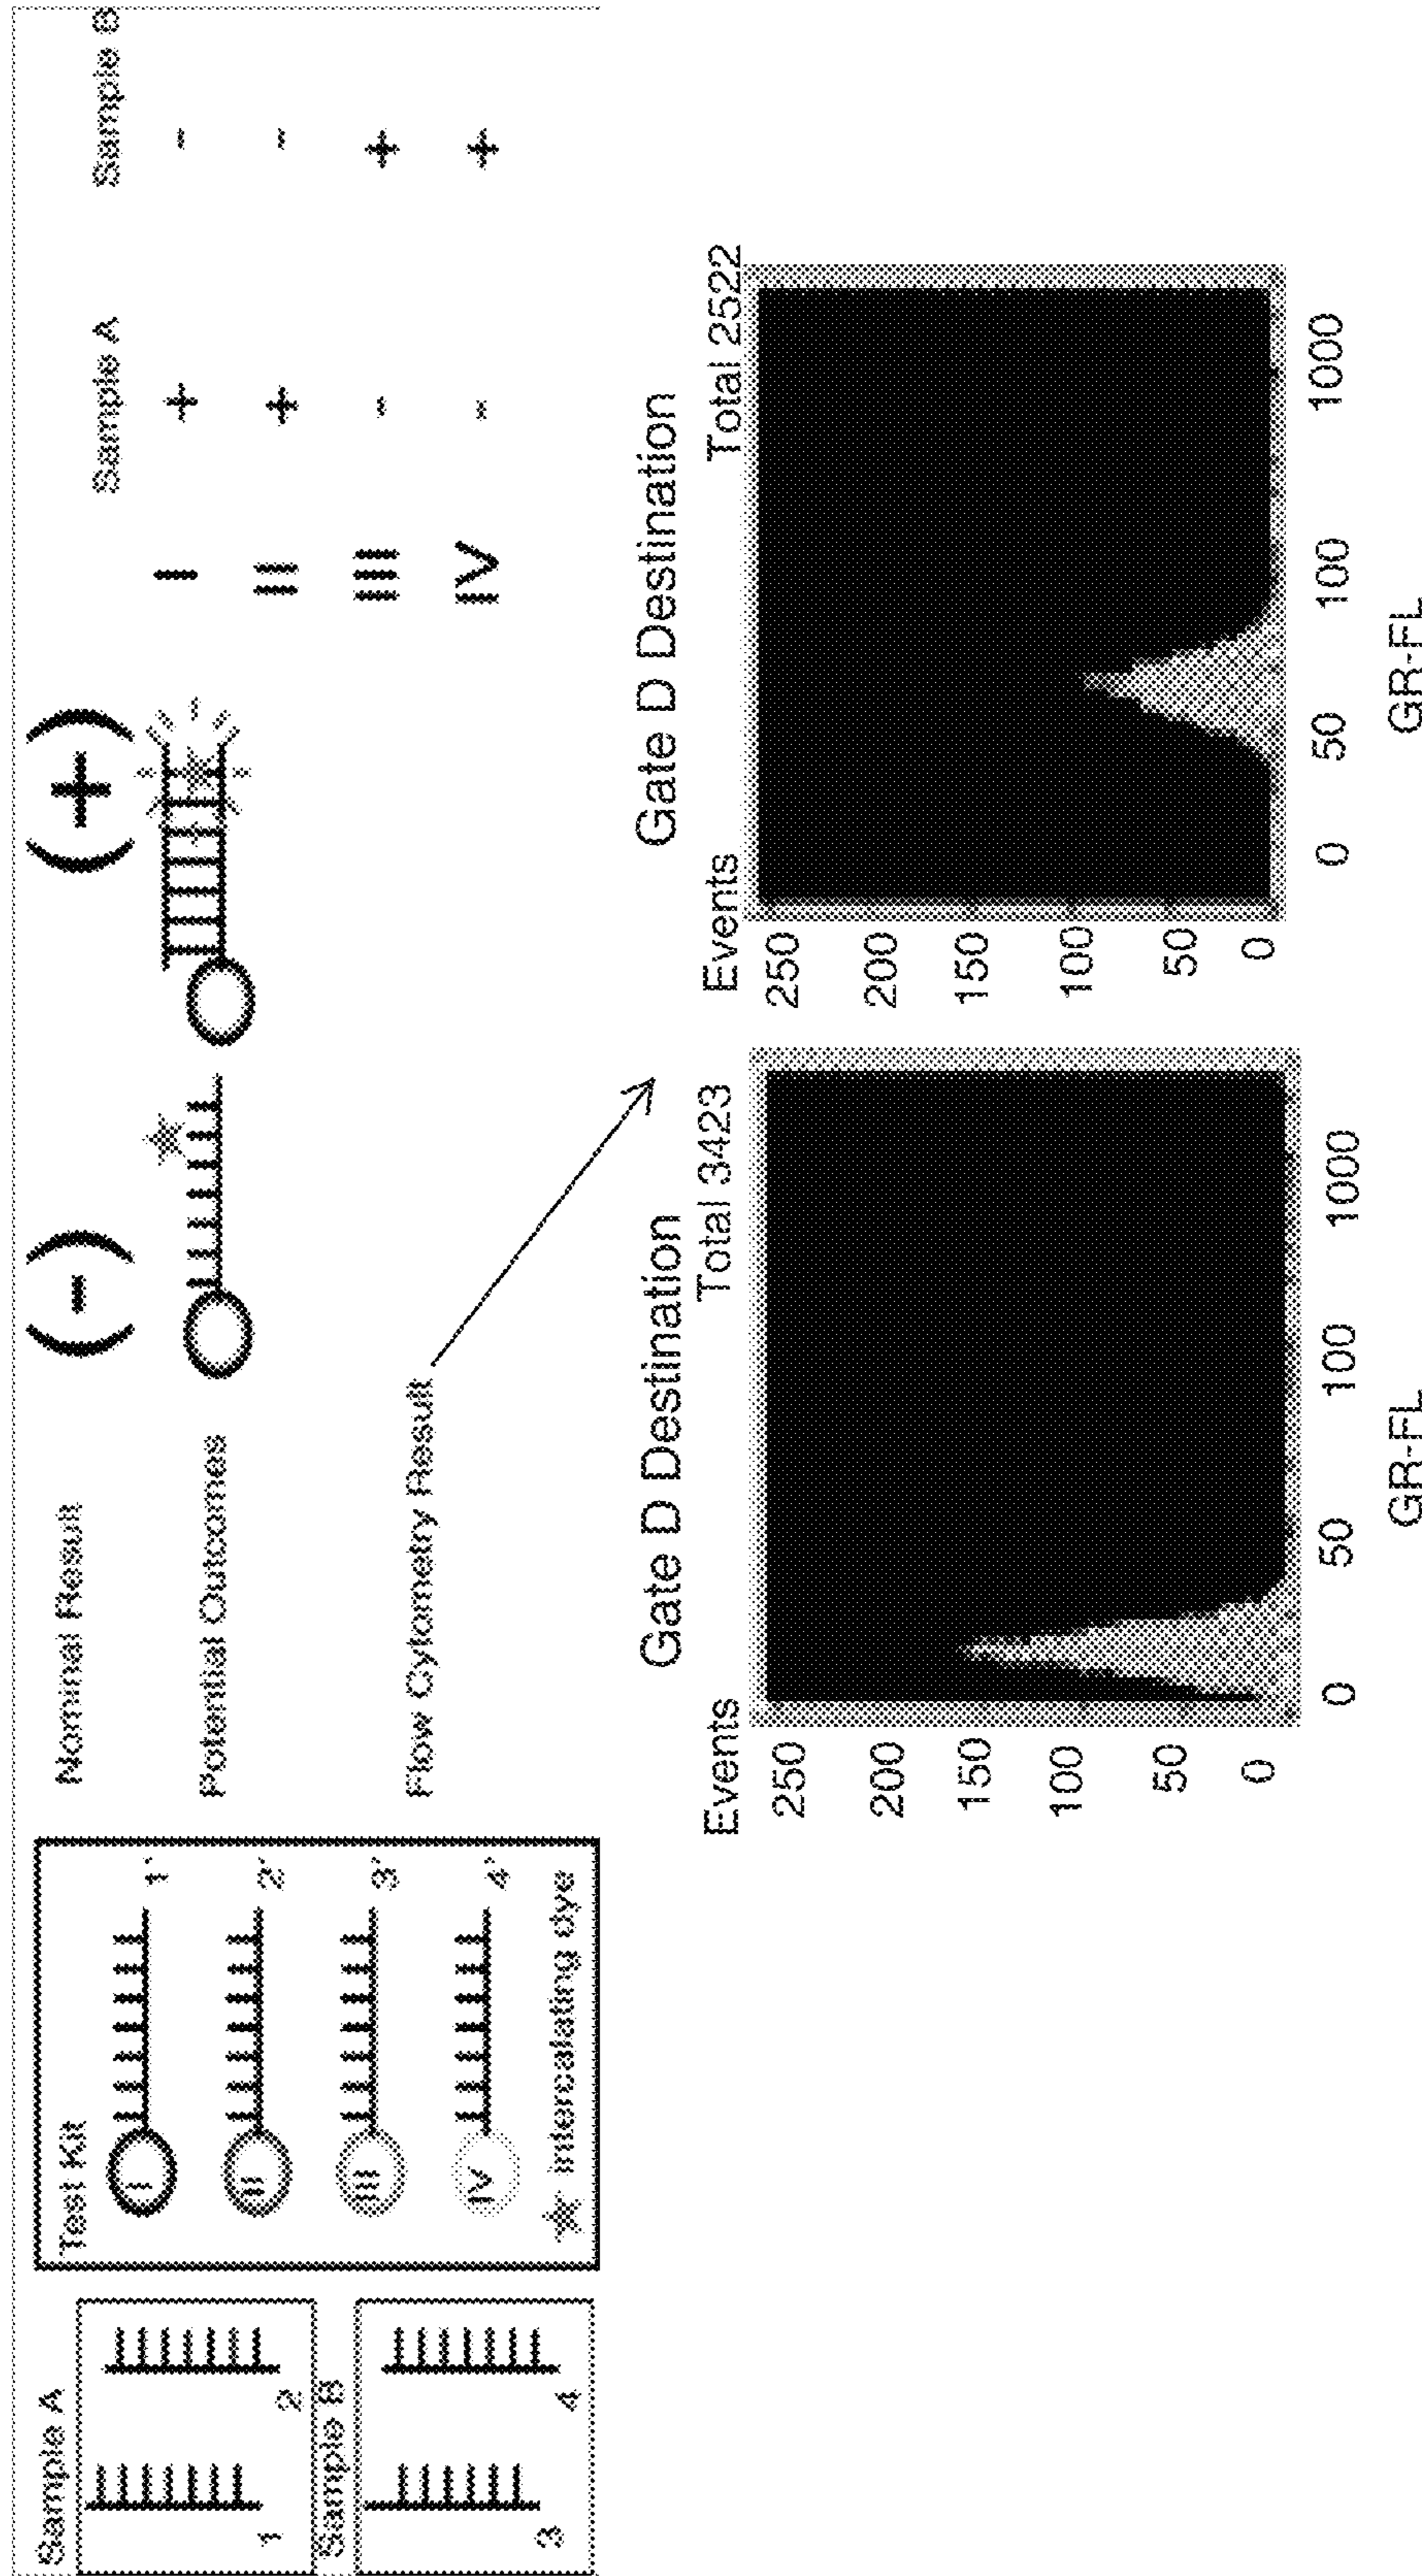 Sample A
1
2
Sample B
3
4
Test Kit
I
1'
II
2'
III
3'
IV
4'
intercalating dye
Nominal Result
(-)
(+)
Potential Outcomes
Flow Cytometry Result
Sample A Sample B
I + -
II + -
III - +
IV - +
Gate D Destination
Events Total 3423
250
200
150
100
50
0
0 50 100 1000
GR-FL
Gate D Destination
Events Total 2522
250
200
150
100
50
0
0 50 100 1000
GR-FL